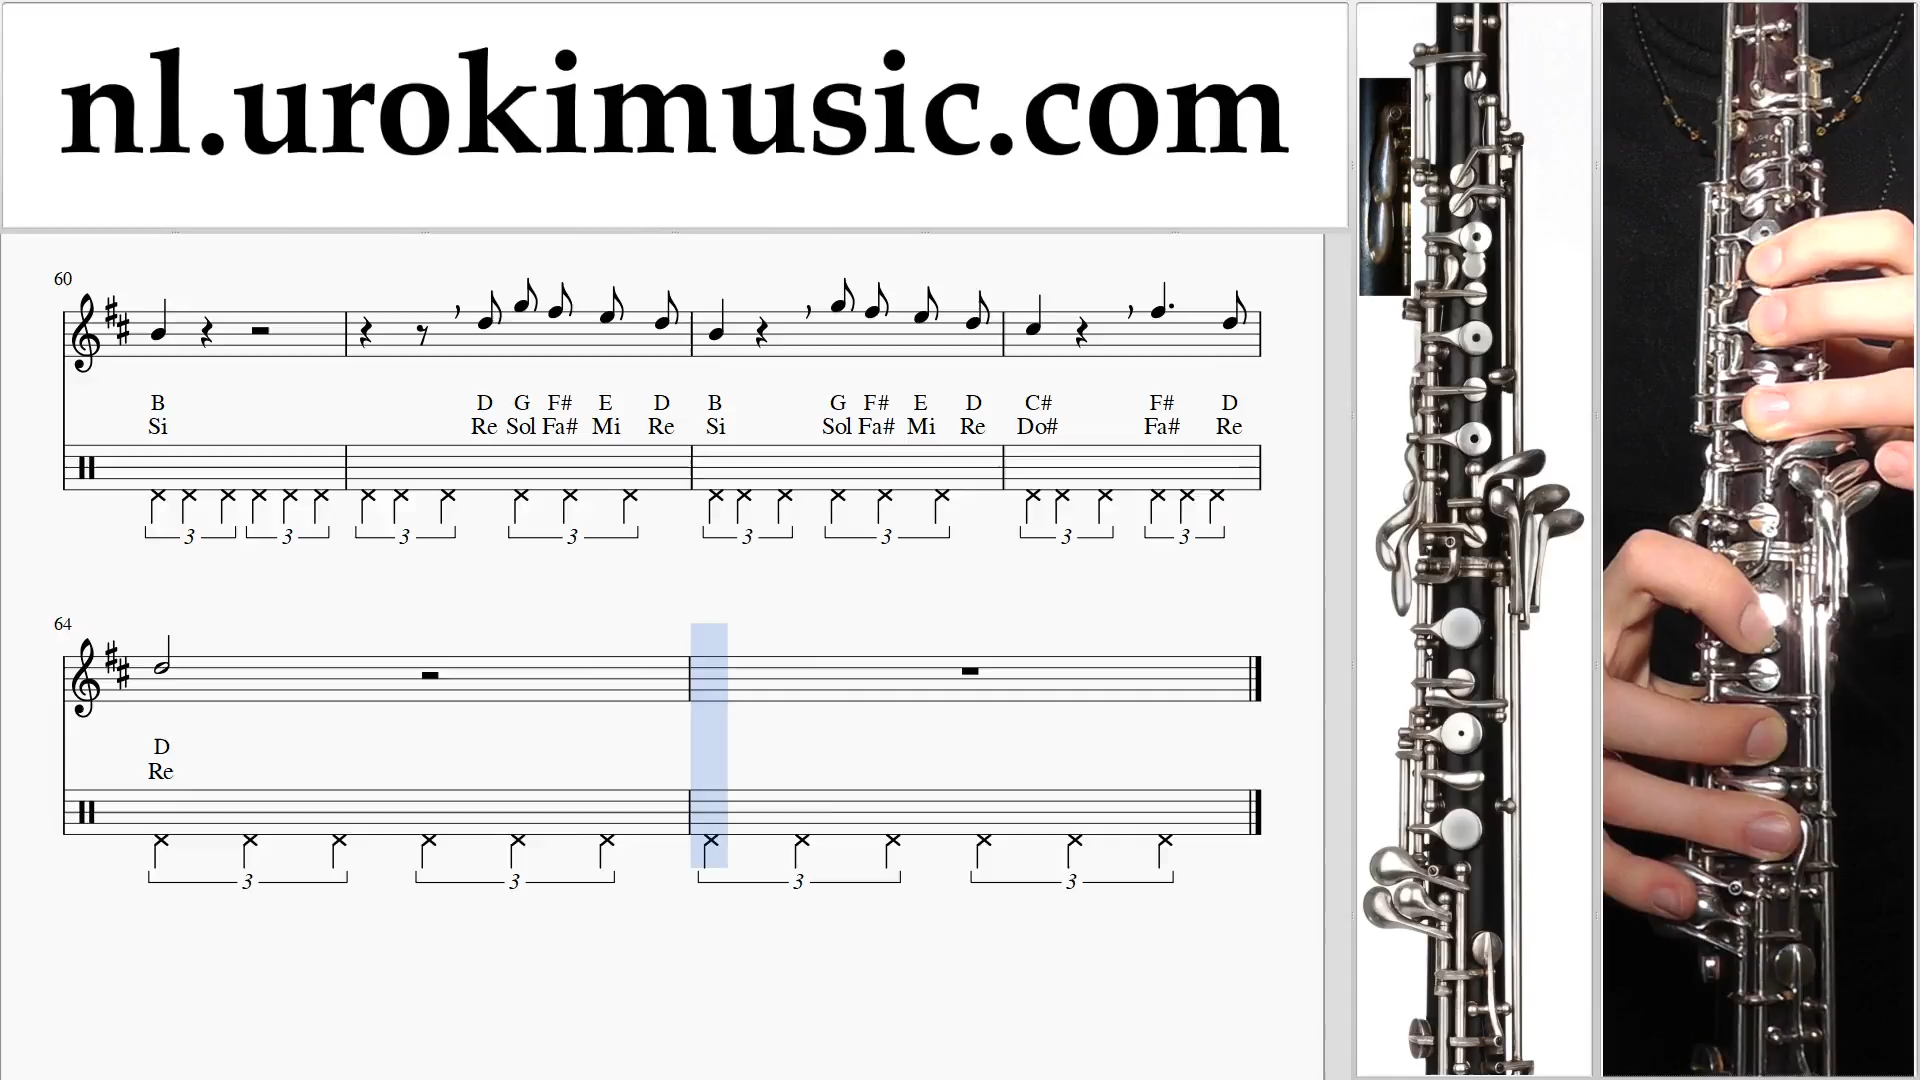 nl.urokimusic.com
60
B D G F# E D B G F# E D C# F# D
Si Re Sol Fa# Mi Re Si Sol Fa# Mi Re Do# Fa# Re
3 3 3 3 3 3 3 3
64
D
Re
3 3 3 3